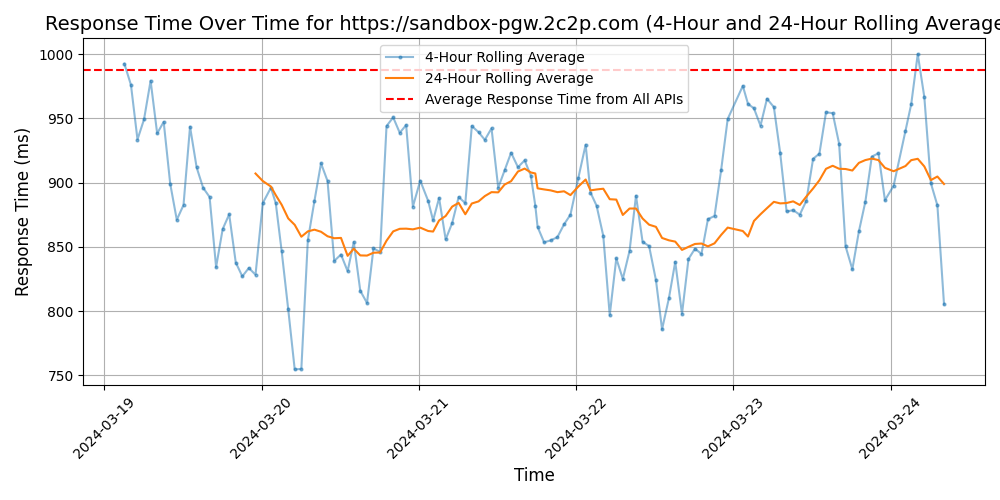 Response Time Over Time for https://sandbox-pgw.2c2p.com (4-Hour and 24-Hour Rolling Average
4-Hour Rolling Average
24-Hour Rolling Average
Average Response Time from All APIs
Response Time (ms)
1000
950
900
850
800
750
2024-03-19
2024-03-20
2024-03-21
2024-03-22
2024-03-23
2024-03-24
Time